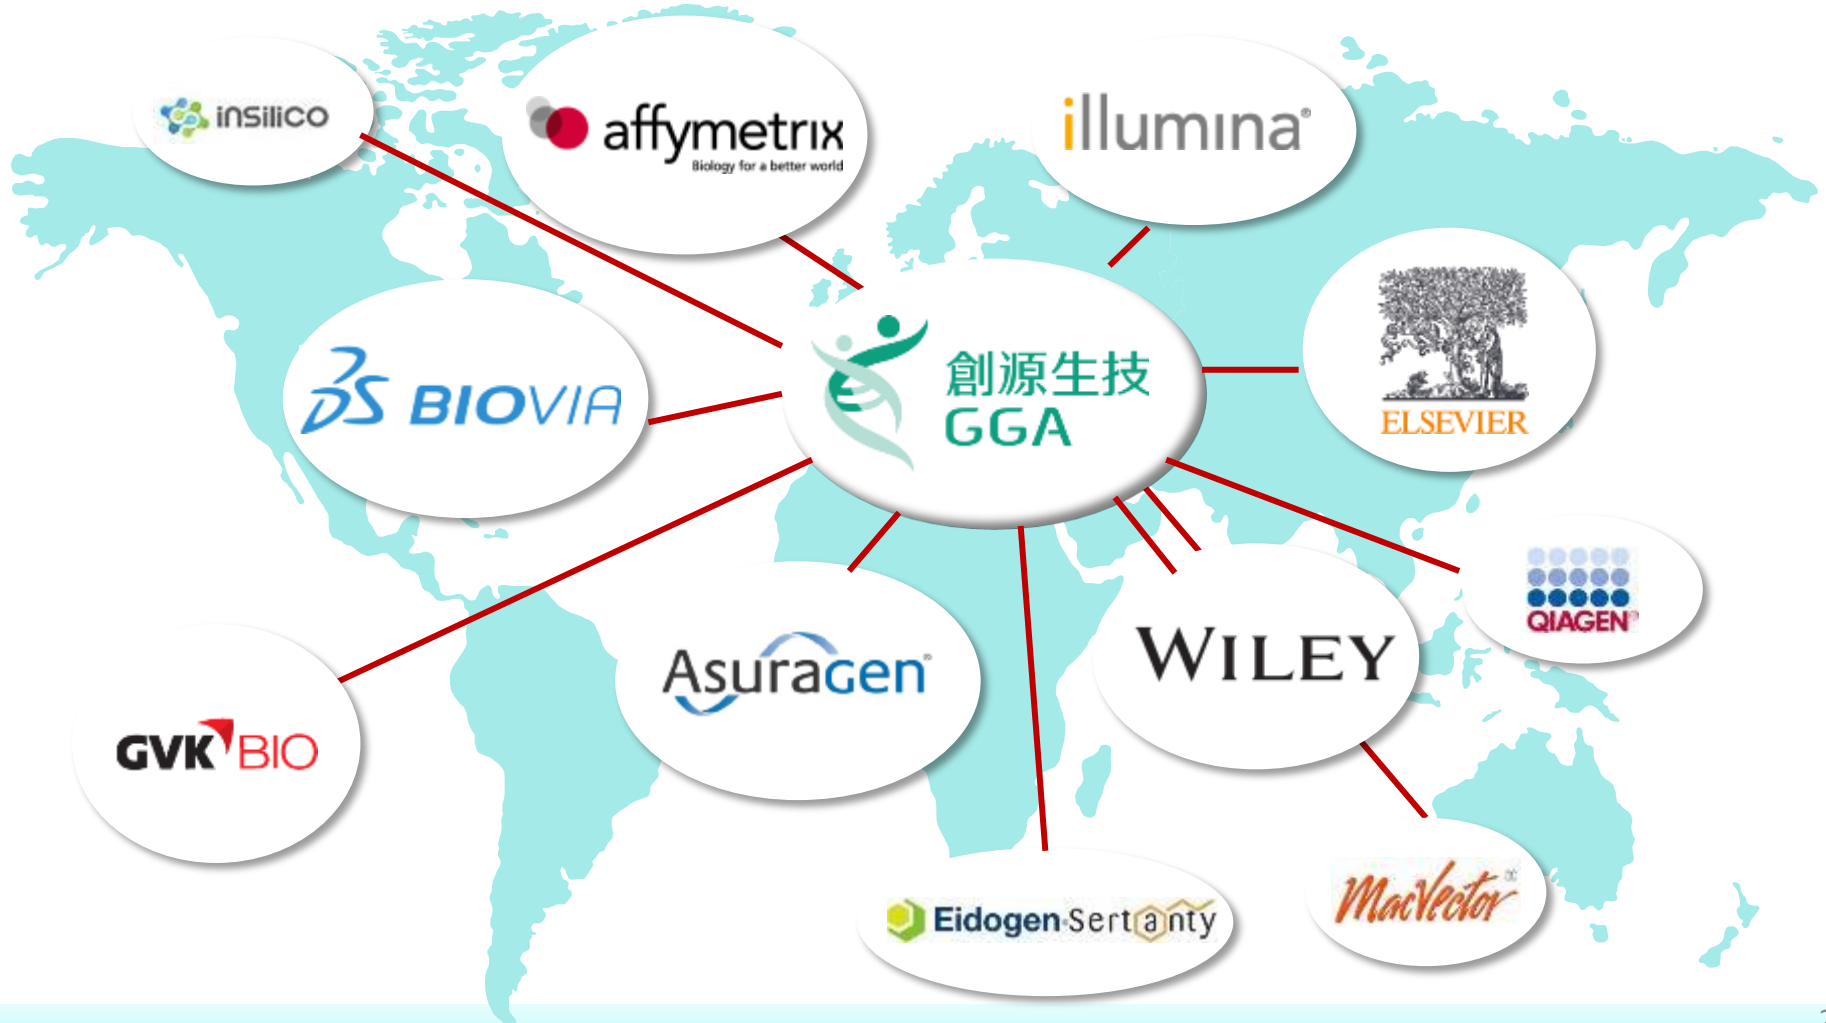 insilico
affymetrix
Biology for a better world
illumina®
BIOVIA
創源生技
GGA
ELSEVIER
QIAGEN®
Asuragen®
WILEY
GVK BIO
Eidogen-Sertanty
MacVector®